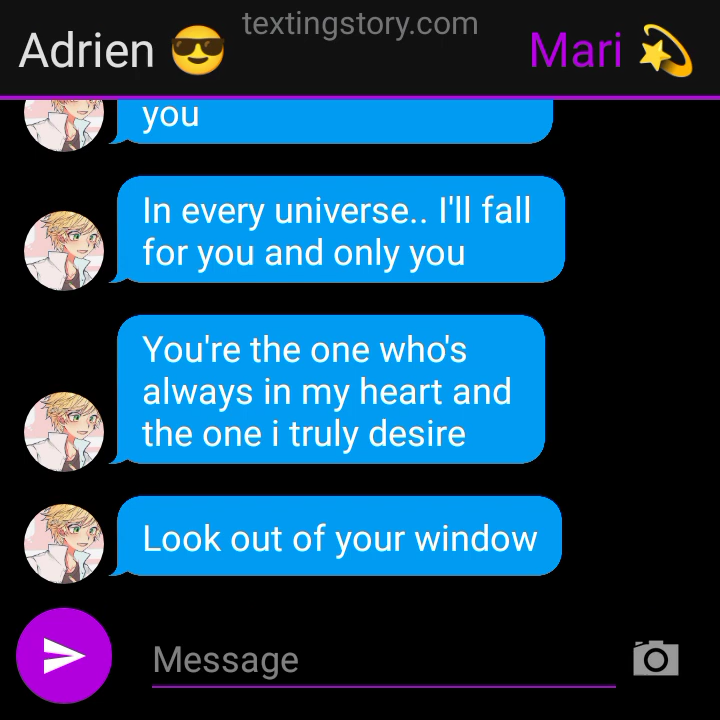 textingstory.com
Adrien 😎 Mari 💫
you
In every universe.. I'll fall
for you and only you
You're the one who's
always in my heart and
the one i truly desire
Look out of your window
Message